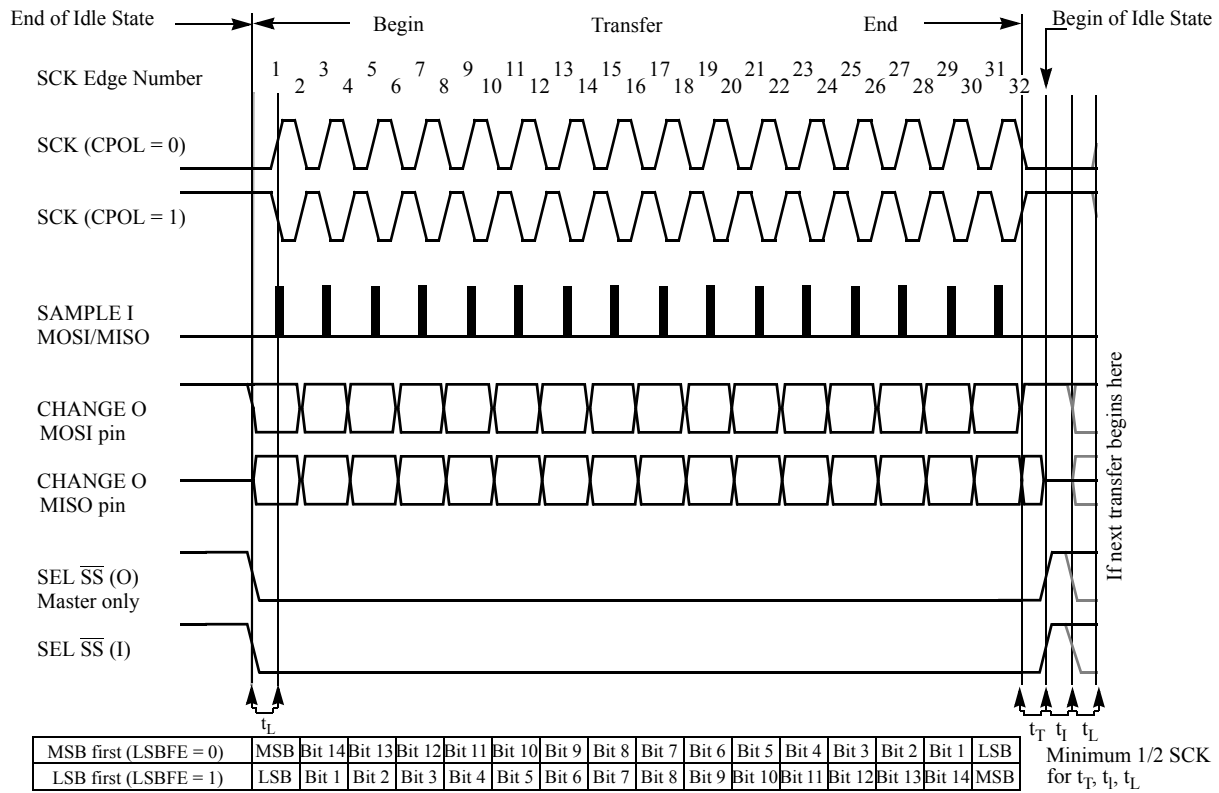 End of Idle State
Begin
Transfer
End
Begin of Idle State
SCK Edge Number
1 3 5 7 9 11 13 15 17 19 21 23 25 27 29 31
2 4 6 8 10 12 14 16 18 20 22 24 26 28 30 32
SCK (CPOL = 0)
SCK (CPOL = 1)
SAMPLE I
MOSI/MISO
CHANGE O
MOSI pin
CHANGE O
MISO pin
SEL SS (O)
Master only
SEL SS (I)
If next transfer begins here
tL
tT tI tL
MSB first (LSBFE = 0) MSB Bit 14 Bit 13 Bit 12 Bit 11 Bit 10 Bit 9 Bit 8 Bit 7 Bit 6 Bit 5 Bit 4 Bit 3 Bit 2 Bit 1 LSB
LSB first (LSBFE = 1) LSB Bit 1 Bit 2 Bit 3 Bit 4 Bit 5 Bit 6 Bit 7 Bit 8 Bit 9 Bit 10 Bit 11 Bit 12 Bit 13 Bit 14 MSB
Minimum 1/2 SCK
for tT, tl, tL